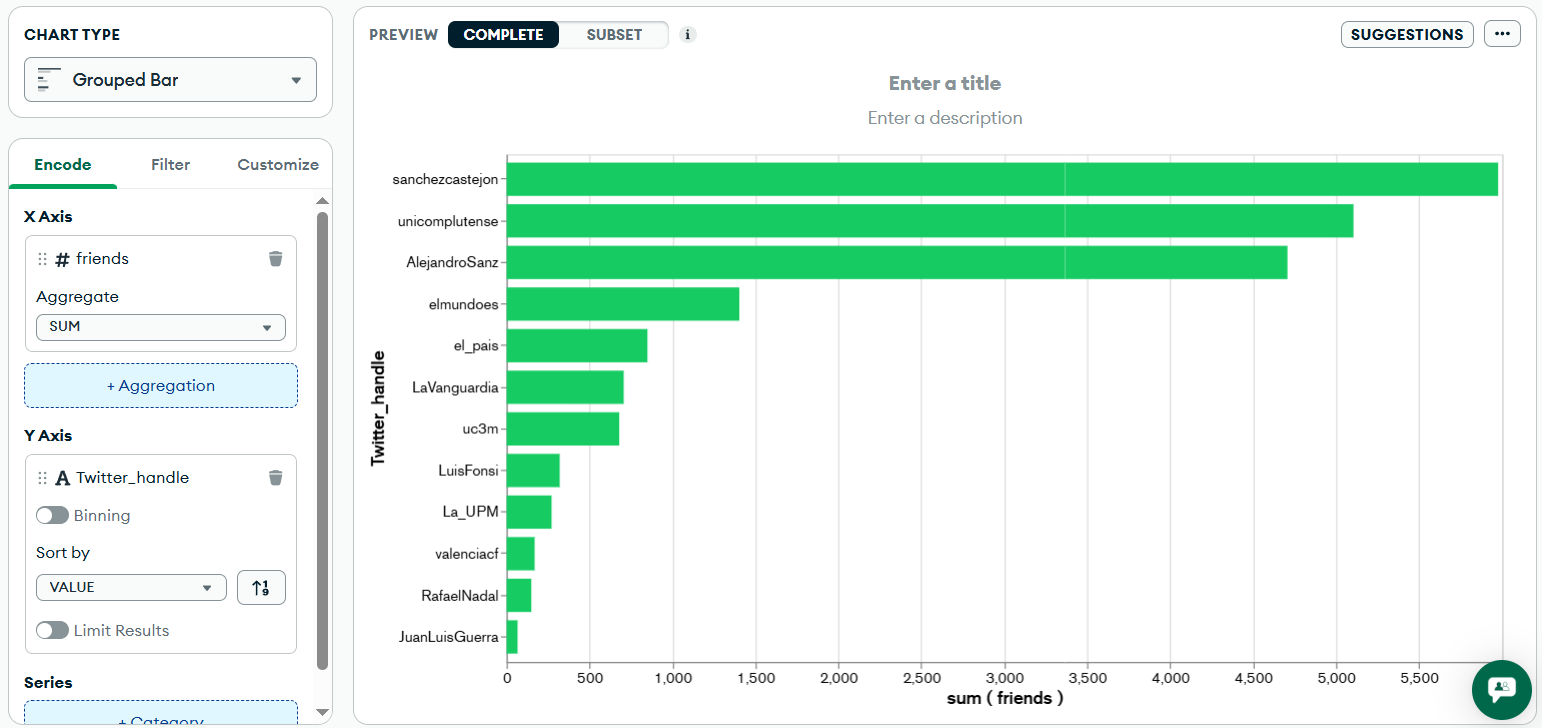 CHART TYPE
Grouped Bar
Encode Filter Customize
X Axis
# friends
Aggregate
SUM
+ Aggregation
Y Axis
A Twitter_handle
Binning
Sort by
VALUE
1
9
Limit Results
Series
+ Category
PREVIEW COMPLETE SUBSET i
SUGGESTIONS ...
Enter a title
Enter a description
Twitter_handle
sanchezcastejon
unicomplutense
AlejandroSanz
elmundoes
el_pais
LaVanguardia
uc3m
LuisFonsi
La_UPM
valenciacf
RafaelNadal
JuanLuisGuerra
0 500 1,000 1,500 2,000 2,500 3,000 3,500 4,000 4,500 5,000 5,500
sum ( friends )